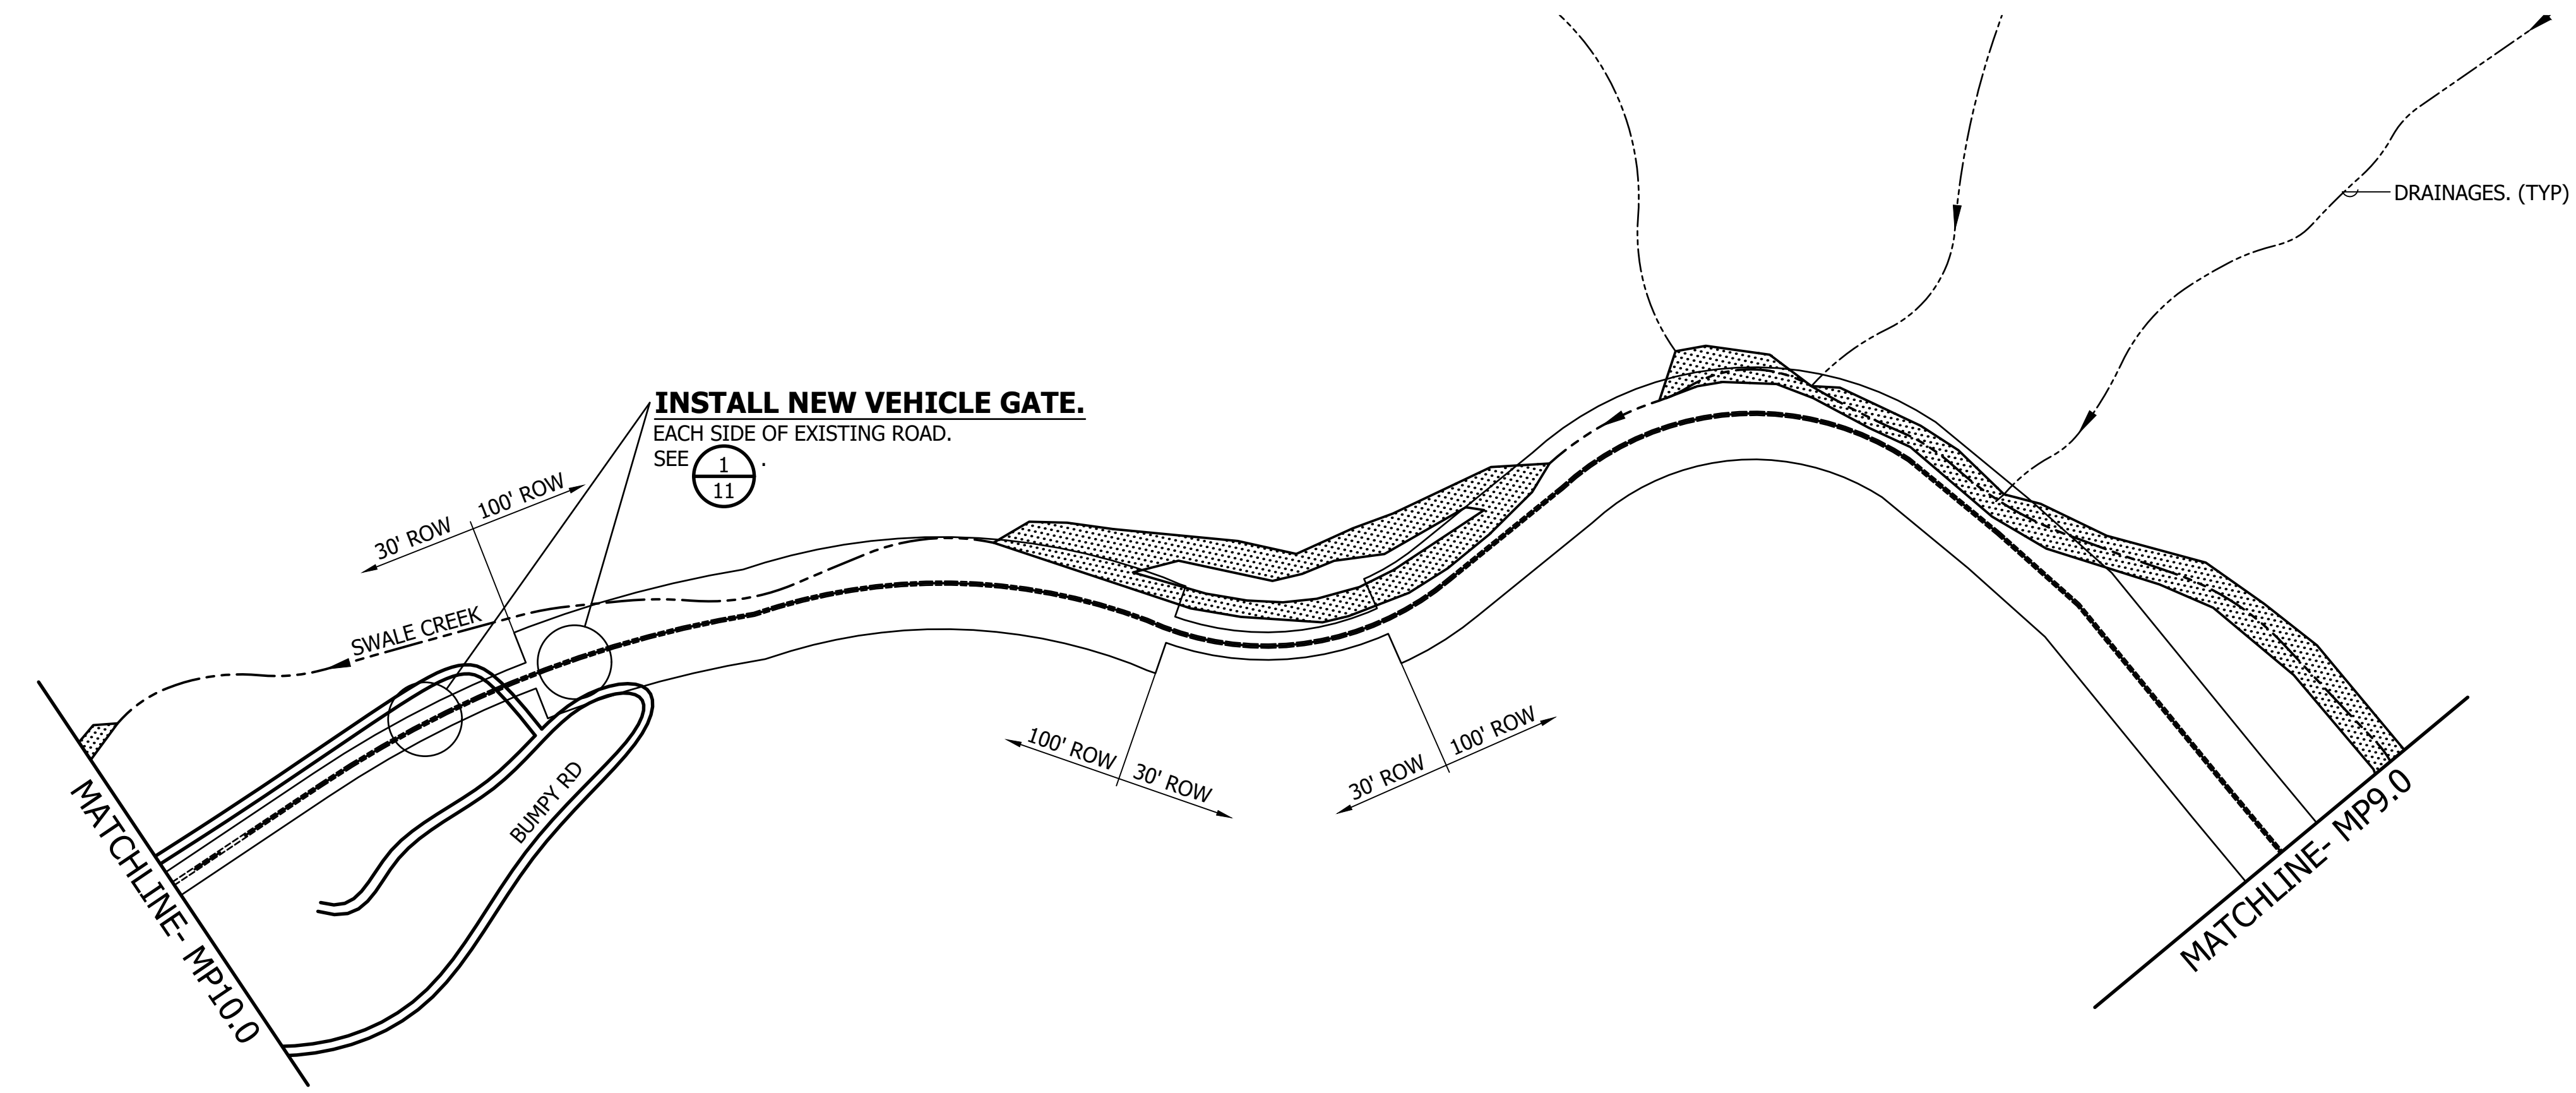 DRAINAGES. (TYP)
INSTALL NEW VEHICLE GATE.
EACH SIDE OF EXISTING ROAD.
SEE 1 .
11
30' ROW 100' ROW
SWALE CREEK
BUMPY RD
100' ROW 30' ROW
30' ROW 100' ROW
MATCHLINE- MP10.0
MATCHLINE- MP9.0